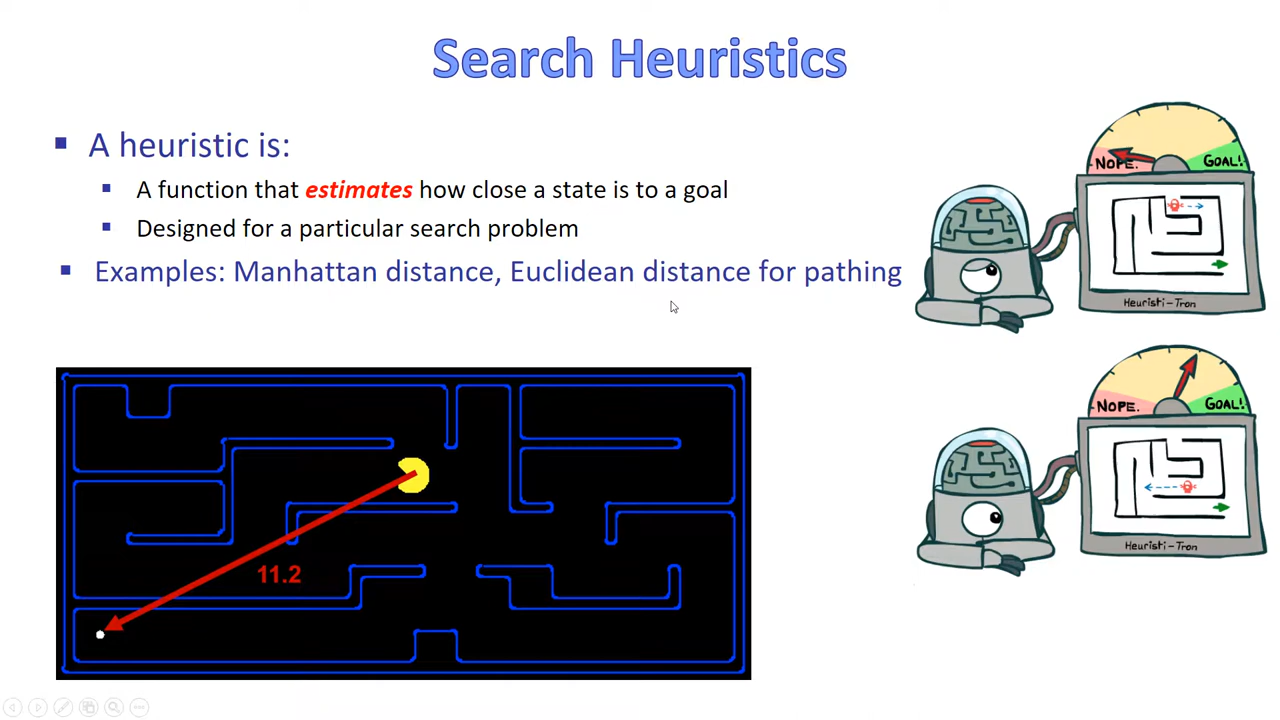 Search Heuristics
A heuristic is:
A function that estimates how close a state is to a goal
Designed for a particular search problem
Examples: Manhattan distance, Euclidean distance for pathing
NOPE.
GOAL!
Heuristi-Tron
NOPE.
GOAL!
Heuristi-Tron
11.2